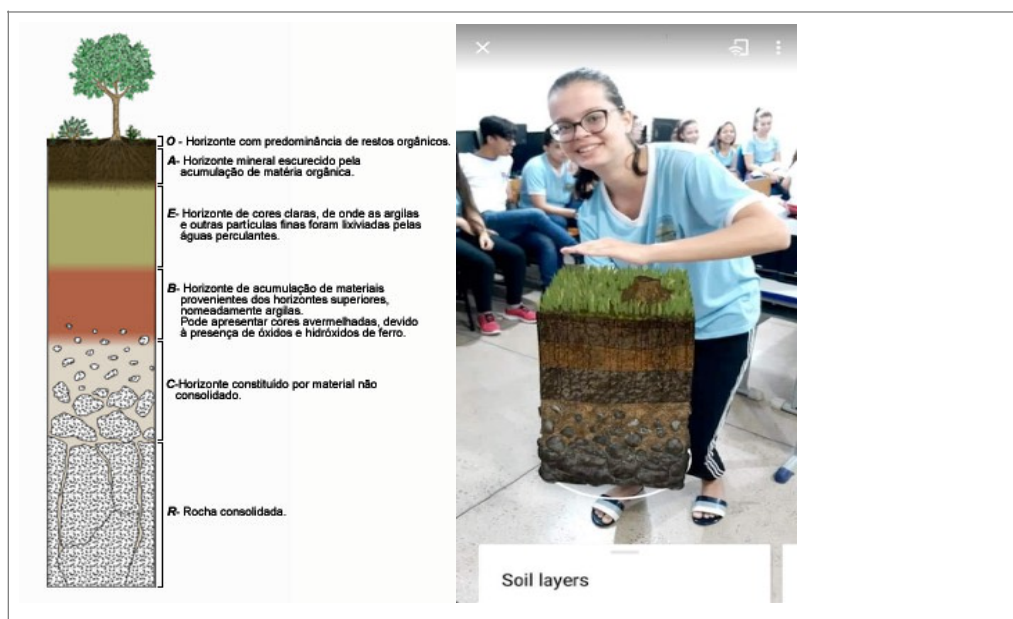 O - Horizonte com predominância de restos orgânicos.
A- Horizonte mineral escurecido pela
acumulação de matéria orgânica.
E- Horizonte de cores claras, de onde as argilas
e outras partículas finas foram lixiviadas pelas
águas perculantes.
B- Horizonte de acumulação de materiais
provenientes dos horizontes superiores,
nomeadamente argilas.
Pode apresentar cores avermelhadas, devido
à presença de óxidos e hidróxidos de ferro.
C-Horizonte constituído por material não
consolidado.
R- Rocha consolidada.
Soil layers